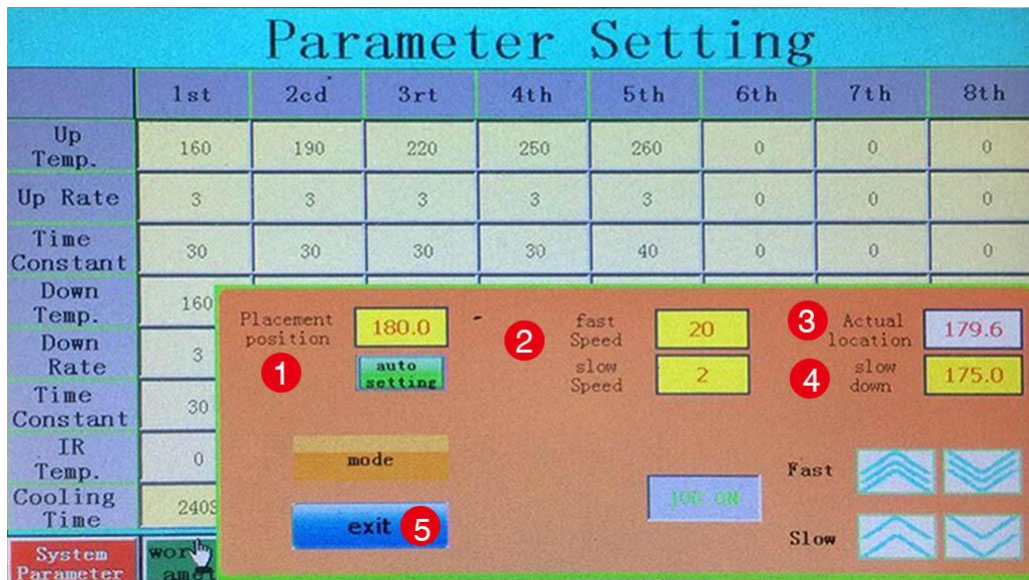 Parameter Setting
1st 2cd 3rt 4th 5th 6th 7th 8th
Up
Temp.
160 190 220 250 260 0 0 0
Up Rate 3 3 3 3 3 0 0 0
Time
Constant
30 30 30 30 40 0 0 0
Down
Temp.
160
Down
Rate
3
Time
Constant
30
IR
Temp.
0
Cooling
Time
240S
System
Parameter
Placement
position
180.0
1
auto
setting
2
fast
Speed
20
slow
Speed
2
3
Actual
location
179.6
4
slow
down
175.0
mode
exit 5
JOG ON
Fast
Slow